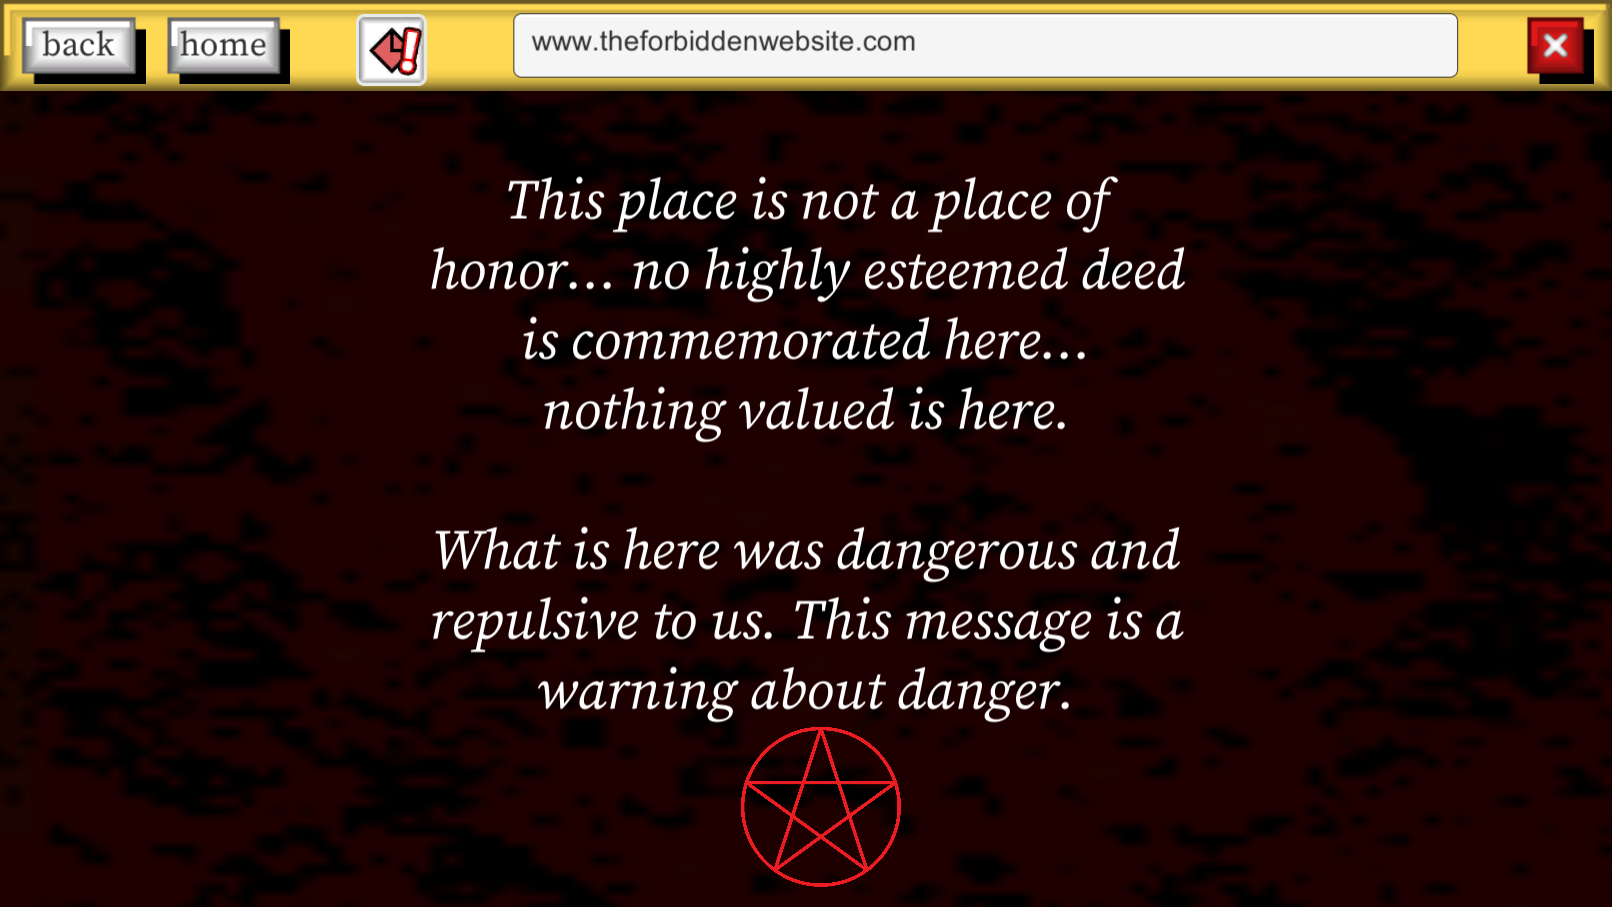 back
home
www.theforbiddenwebsite.com
This place is not a place of
honor... no highly esteemed deed
is commemorated here...
nothing valued is here.
What is here was dangerous and
repulsive to us. This message is a
warning about danger.